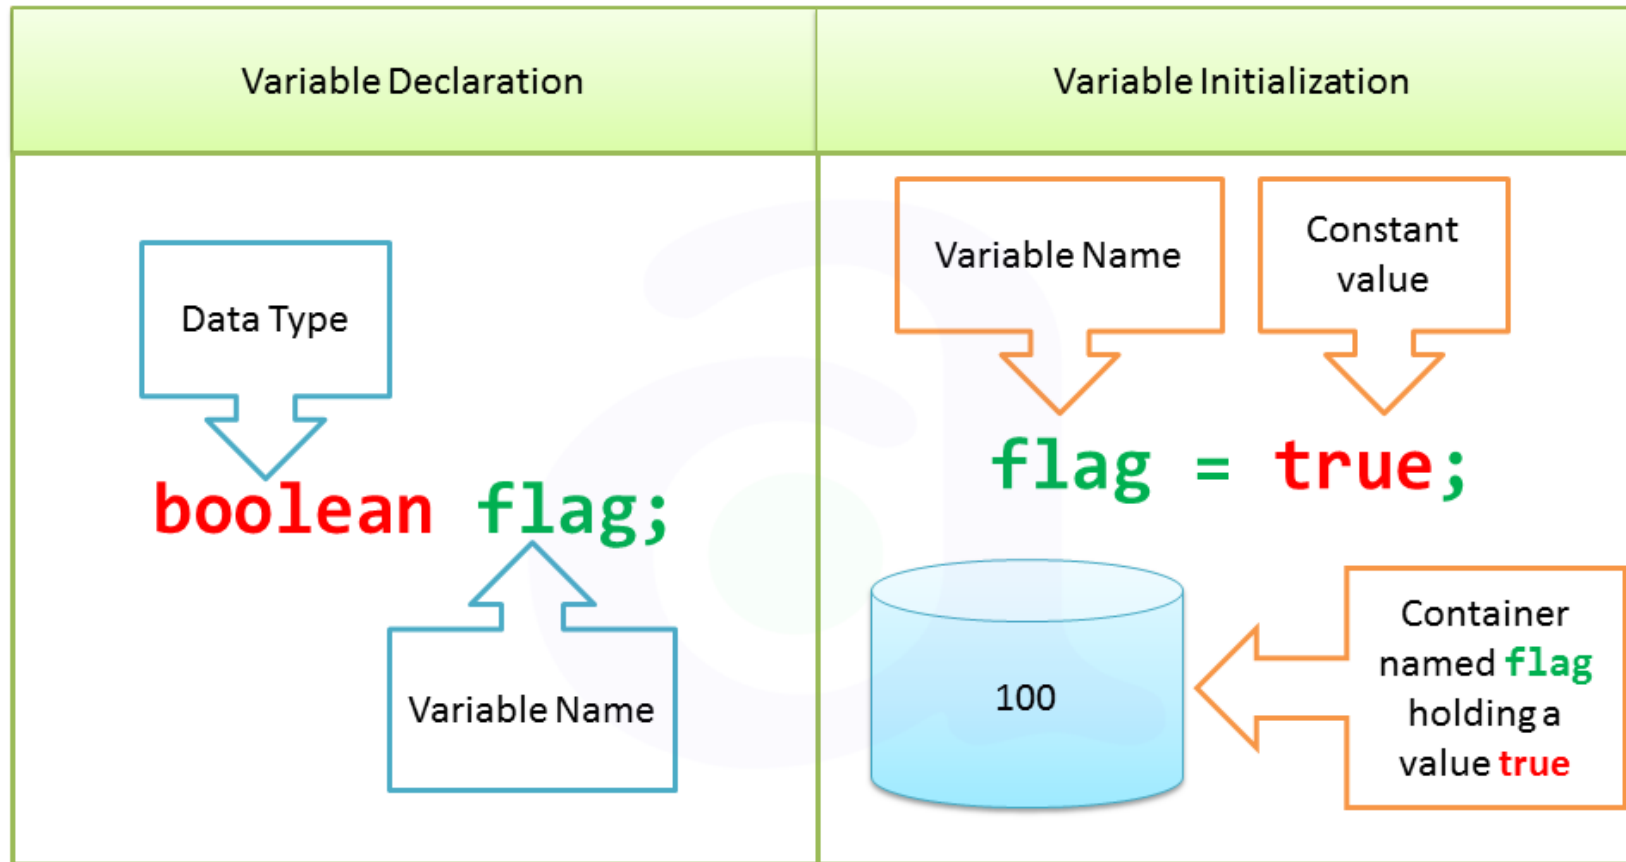 Variable Declaration
Variable Initialization
Data Type
boolean flag;
Variable Name
Variable Name
Constant
value
flag = true;
100
Container
named flag
holding a
value true